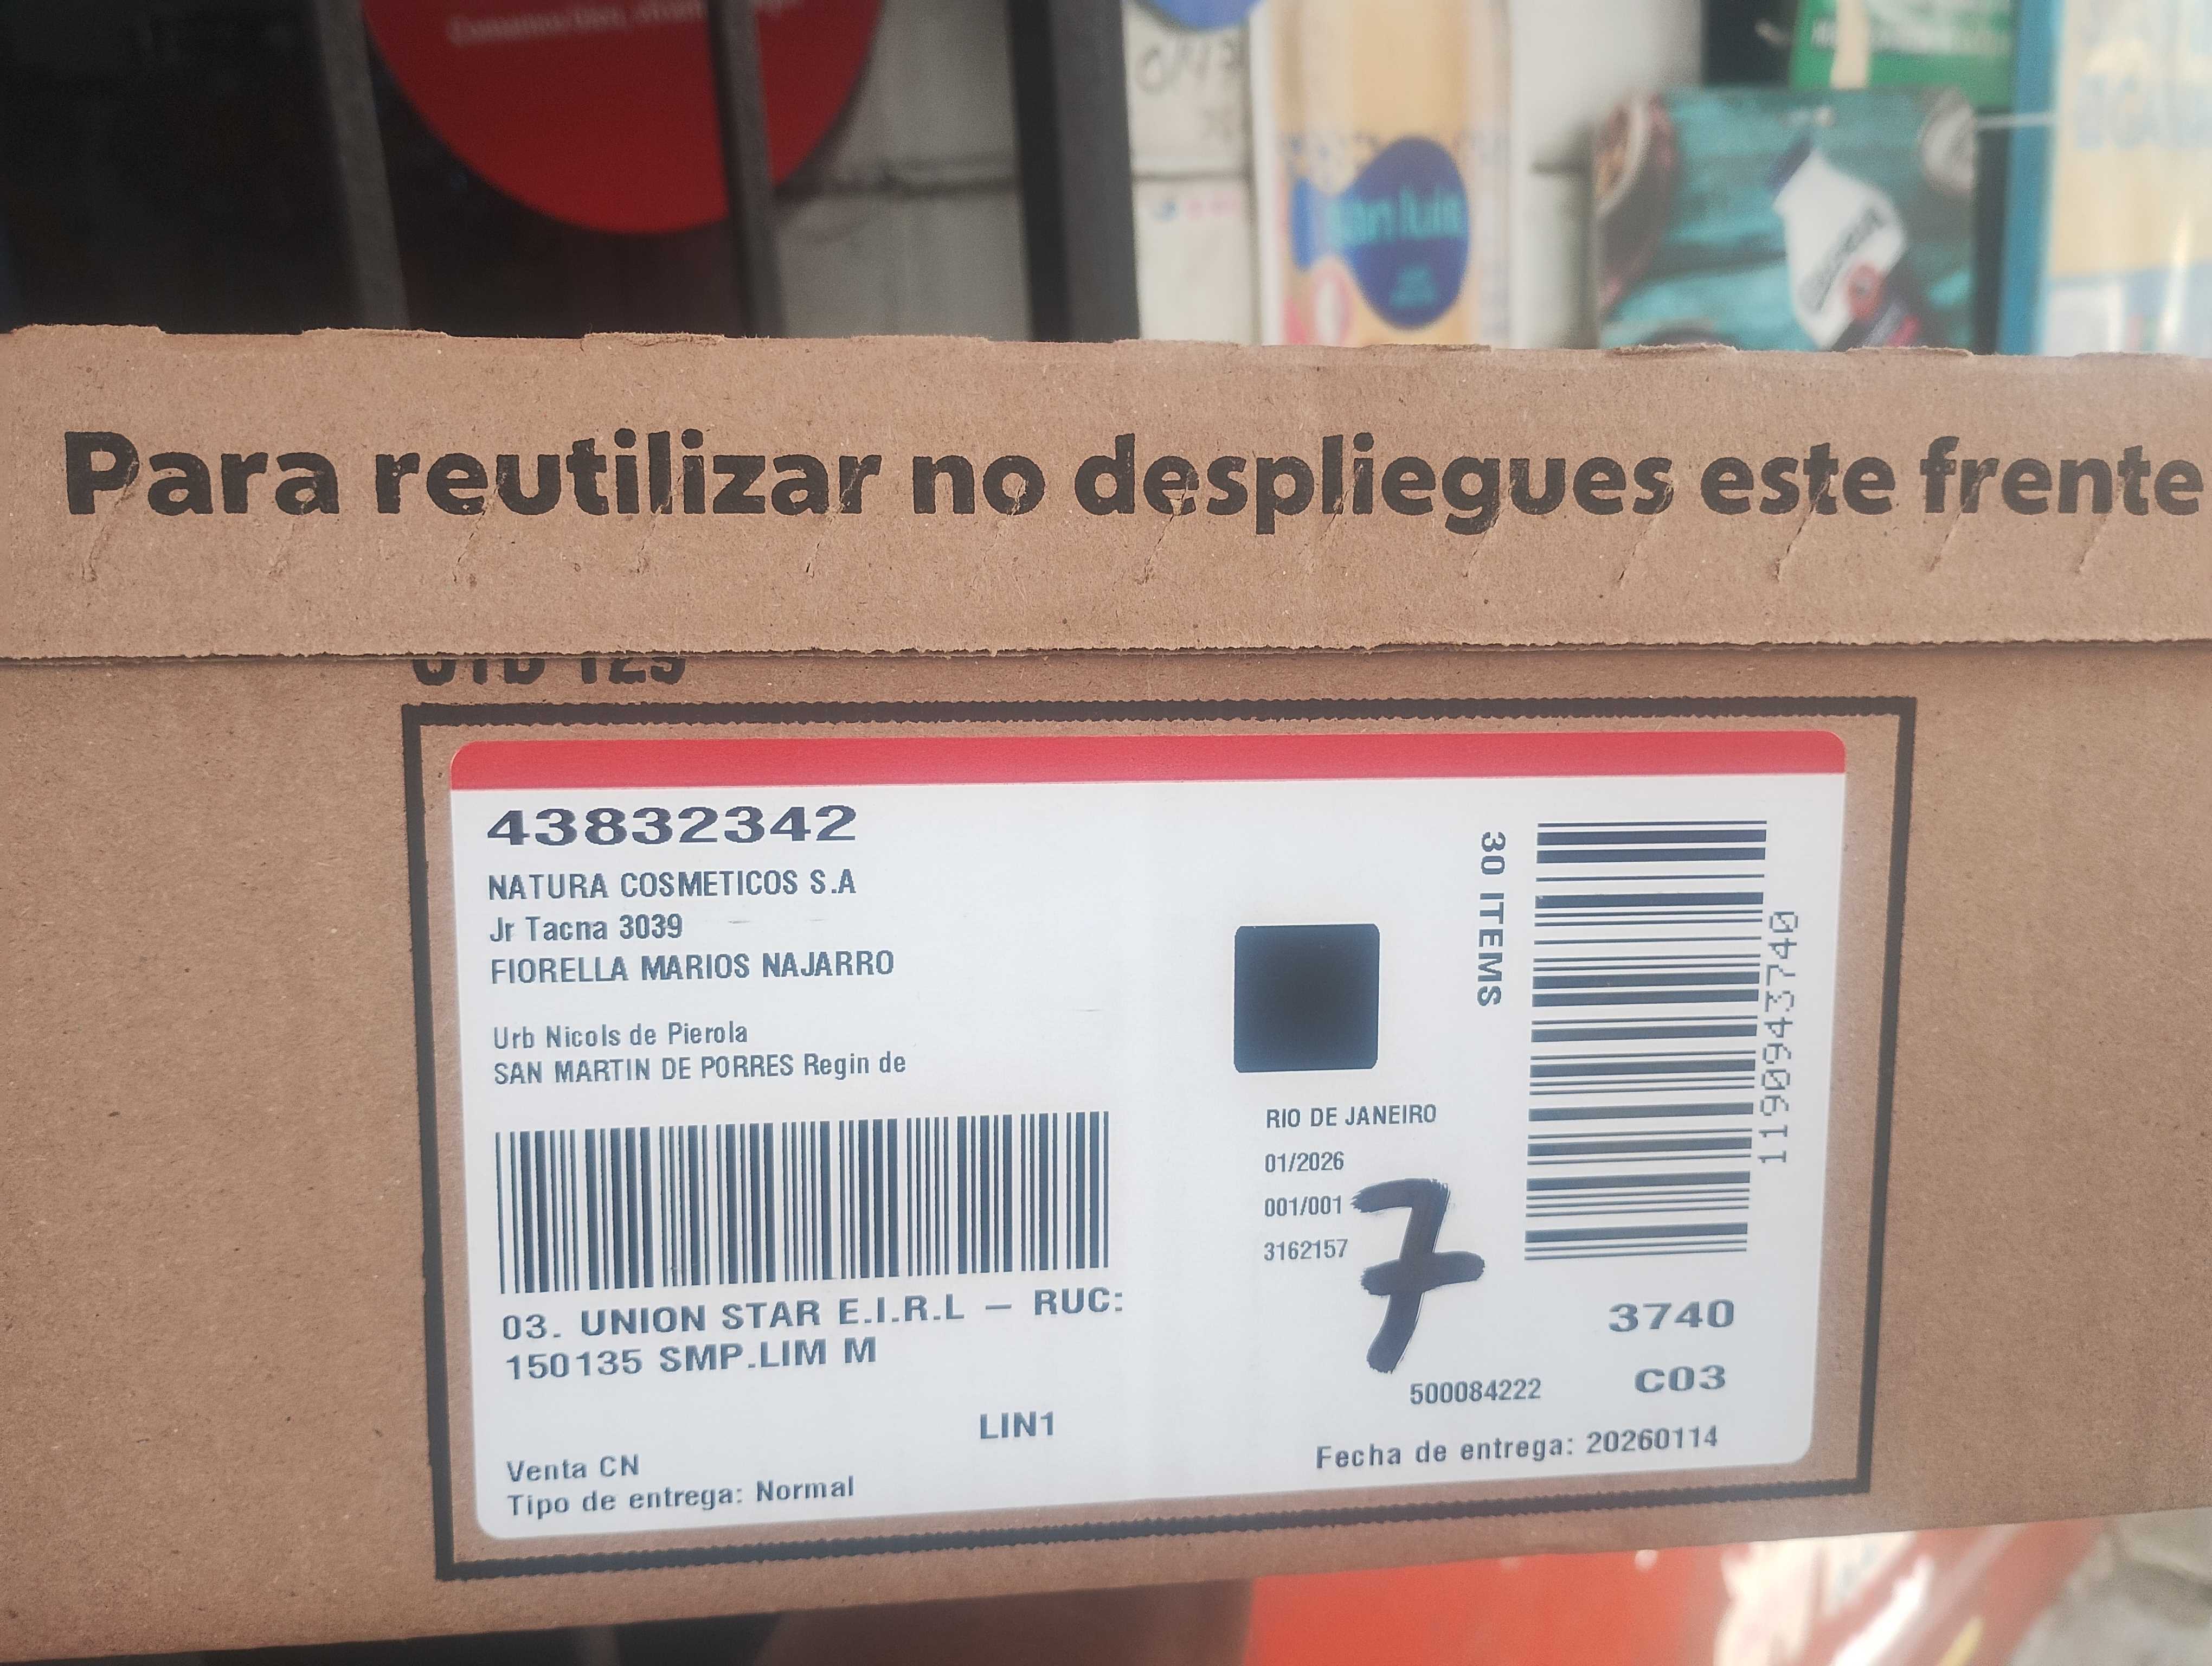 Para reutilizar no despliegues este frente
43832342
NATURA COSMETICOS S.A
Jr Tacna 3039
FIORELLA MARIOS NAJARRO
Urb Nicols de Pierola
SAN MARTIN DE PORRES Regin de
03. UNION STAR E.I.R.L – RUC:
150135 SMP.LIM M
LIN1
Venta CN
Tipo de entrega: Normal
30 ITEMS
1190943740
RIO DE JANEIRO
01/2026
001/001
3162157
7
3740
C03
500084222
Fecha de entrega: 20260114
san luis